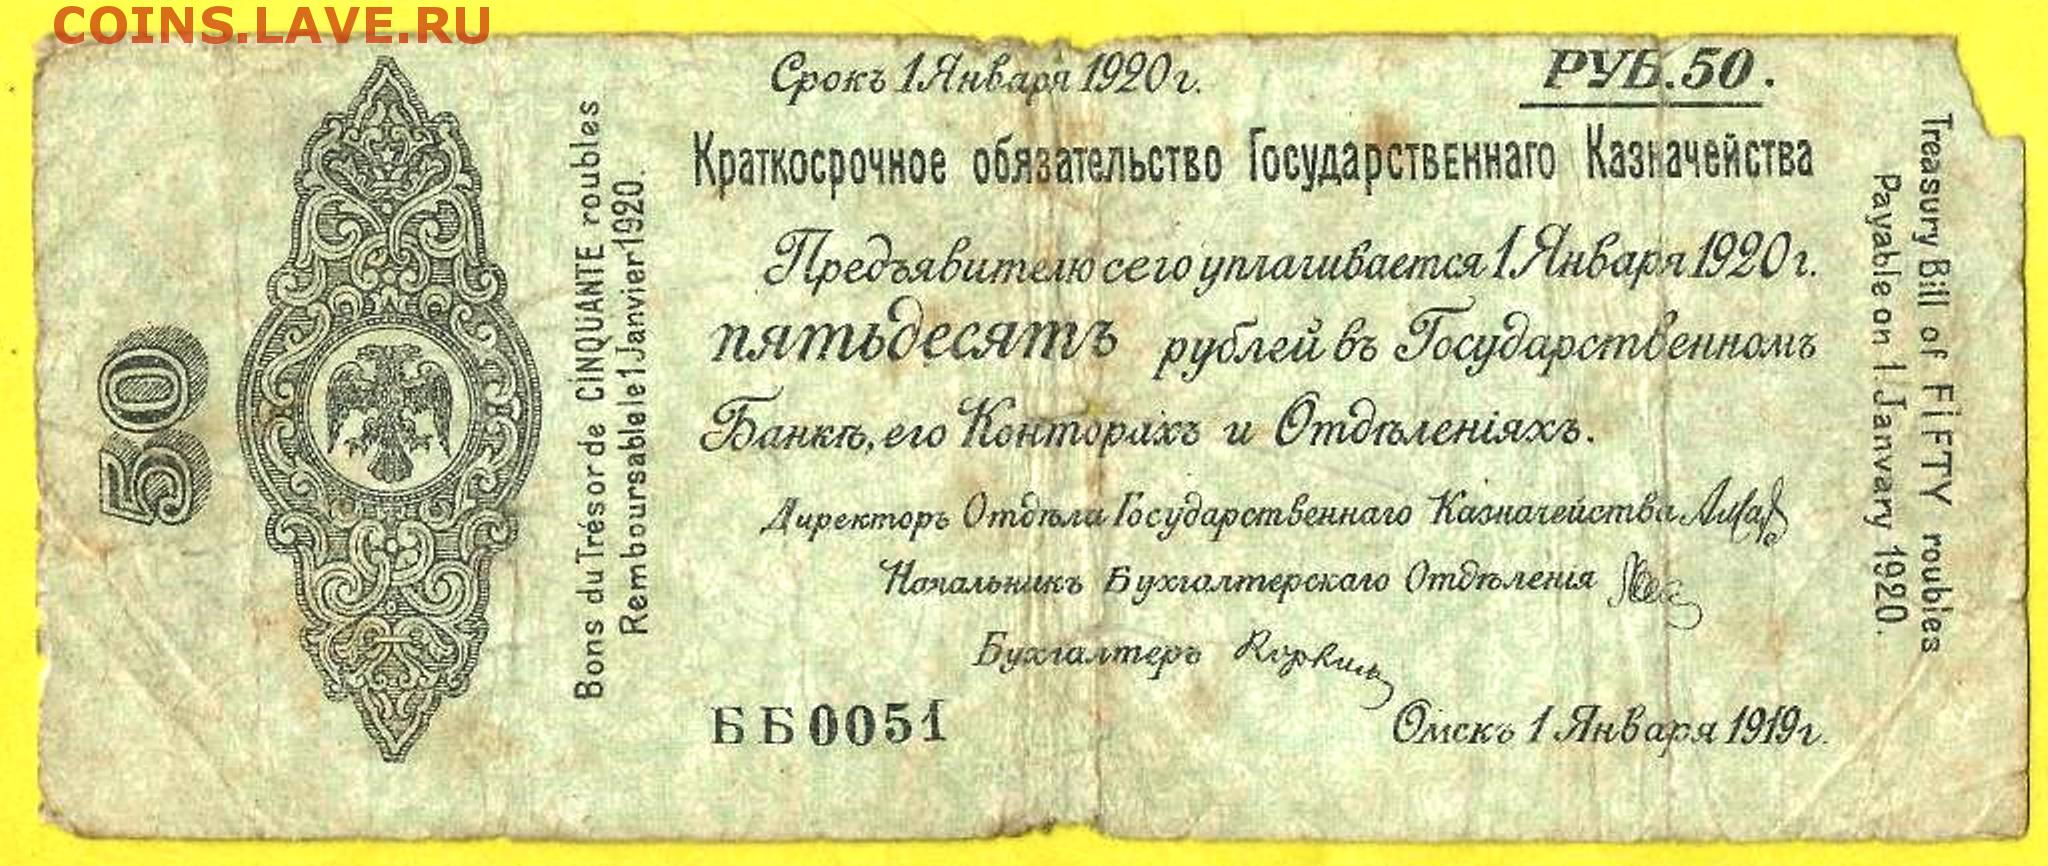 COINS.LAVE.RU
Срокъ 1 Января 1920 г.
РУБ. 50.
Краткосрочное обязательство Государственнаго Казначейства
Предъявителю сего уплачивается 1 Января 1920 г.
пятьдесятъ рублей въ Государственномъ
Банкѣ, его Конторахъ и Отдѣленіяхъ.
Директоръ Отдѣла Государственнаго Казначейства
Начальникъ Бухгалтерскаго Отдѣленія
Бухгалтеръ
ББ0051
Омскъ 1 Января 1919 г.
50
Bons du Trésor de CiNQUANTE roubles
Remboursable le 1 Janvier 1920.
Treasury Bill of FiFTY roubles
Payable on 1. Janvary 1920.